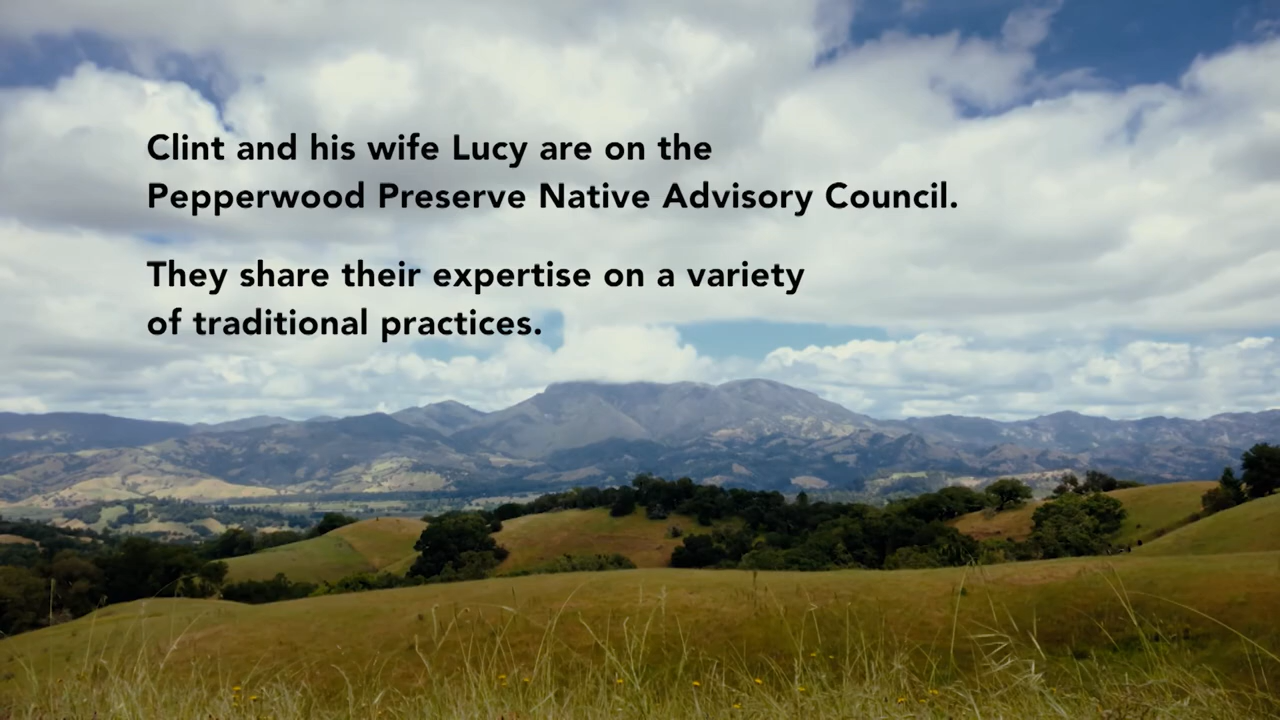 Clint and his wife Lucy are on the
Pepperwood Preserve Native Advisory Council.
They share their expertise on a variety
of traditional practices.